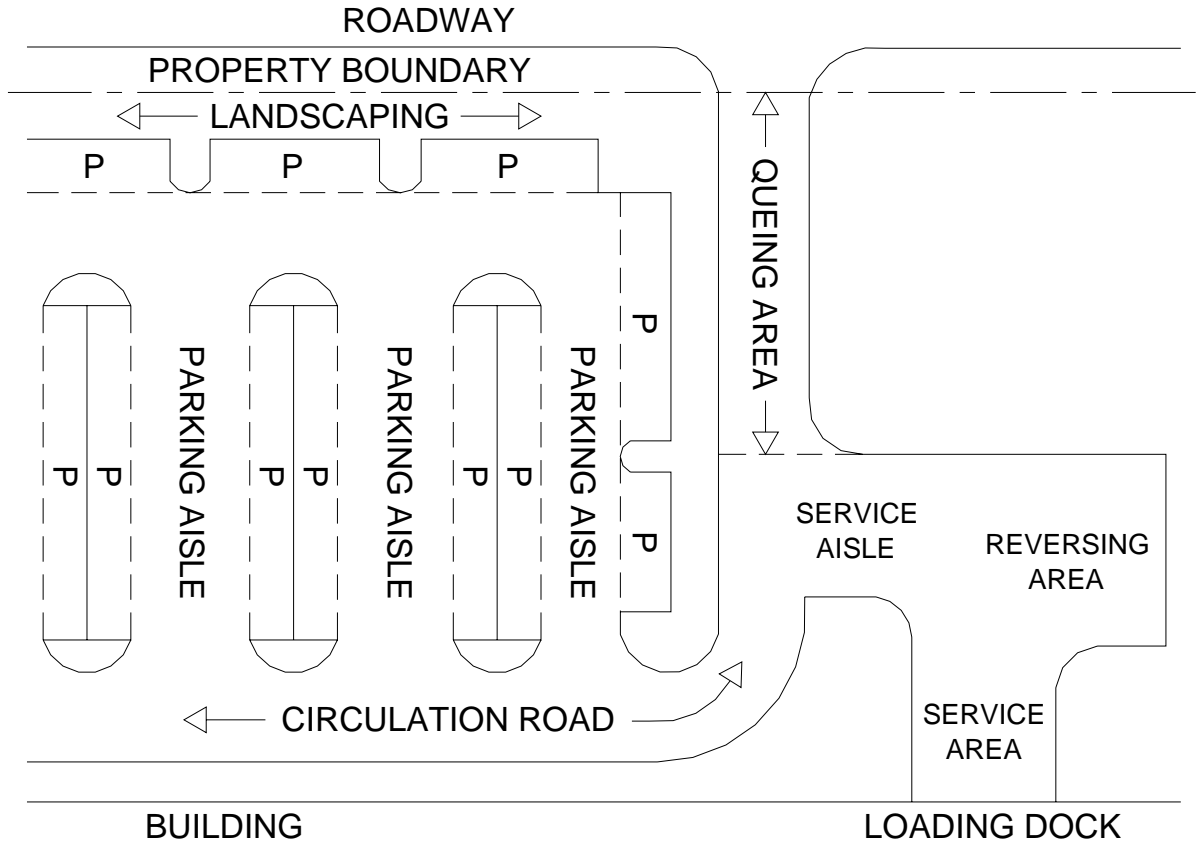 ROADWAY
PROPERTY BOUNDARY
LANDSCAPING
P
P
P
QUEING AREA
P
PARKING AISLE
PARKING AISLE
PARKING AISLE
P
P
P
P
P
P
P
SERVICE
AISLE
REVERSING
AREA
CIRCULATION ROAD
SERVICE
AREA
BUILDING
LOADING DOCK